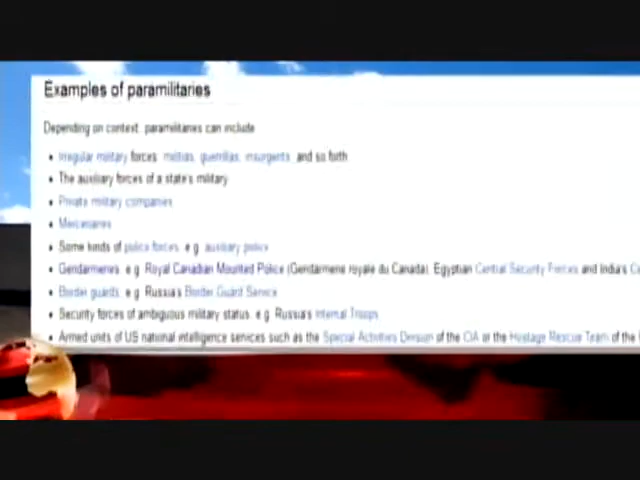 Examples of paramilitaries
Depending on context, paramilitaries can include
• Irregular military forces: militias, guerrillas, insurgents, and so forth
• The auxiliary forces of a state's military
• Private military companies
• Mercenaries
• Some kinds of police forces, e.g. auxiliary police
• Gendarmeries, e.g. Royal Canadian Mounted Police (Gendarmerie royale du Canada), Egyptian Central Security Forces and India's
• Border guards, e.g. Russia's Border Guard Service
• Security forces of ambiguous military status, e.g. Russia's Internal Troops
• Armed units of US national intelligence services such as the Special Activities Division of the CIA or the Hostage Rescue Team of the